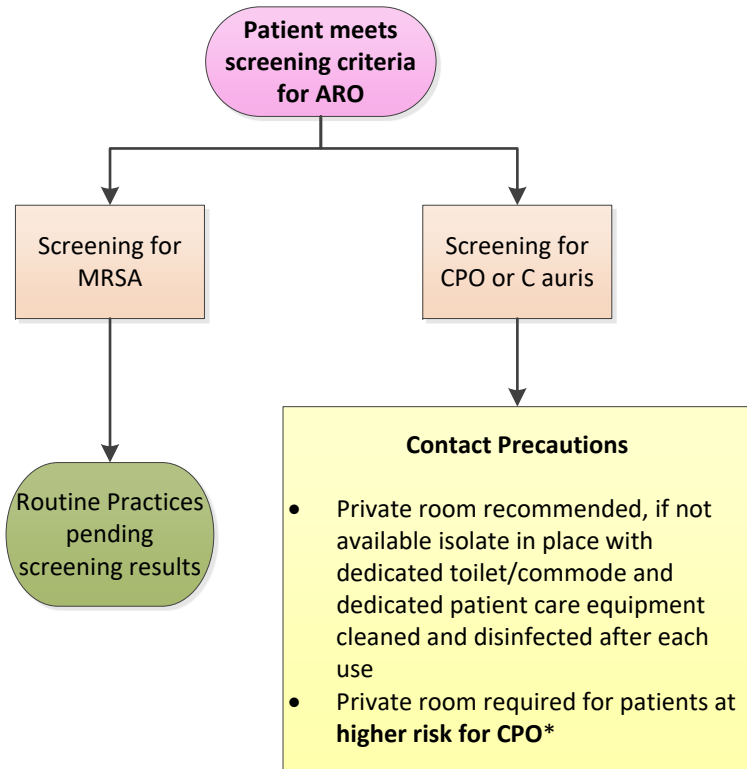 Patient meets
screening criteria
for ARO
Screening for
MRSA
Screening for
CPO or C auris
Routine Practices
pending
screening results
Contact Precautions
• Private room recommended, if not
available isolate in place with
dedicated toilet/commode and
dedicated patient care equipment
cleaned and disinfected after each
use
• Private room required for patients at
higher risk for CPO*